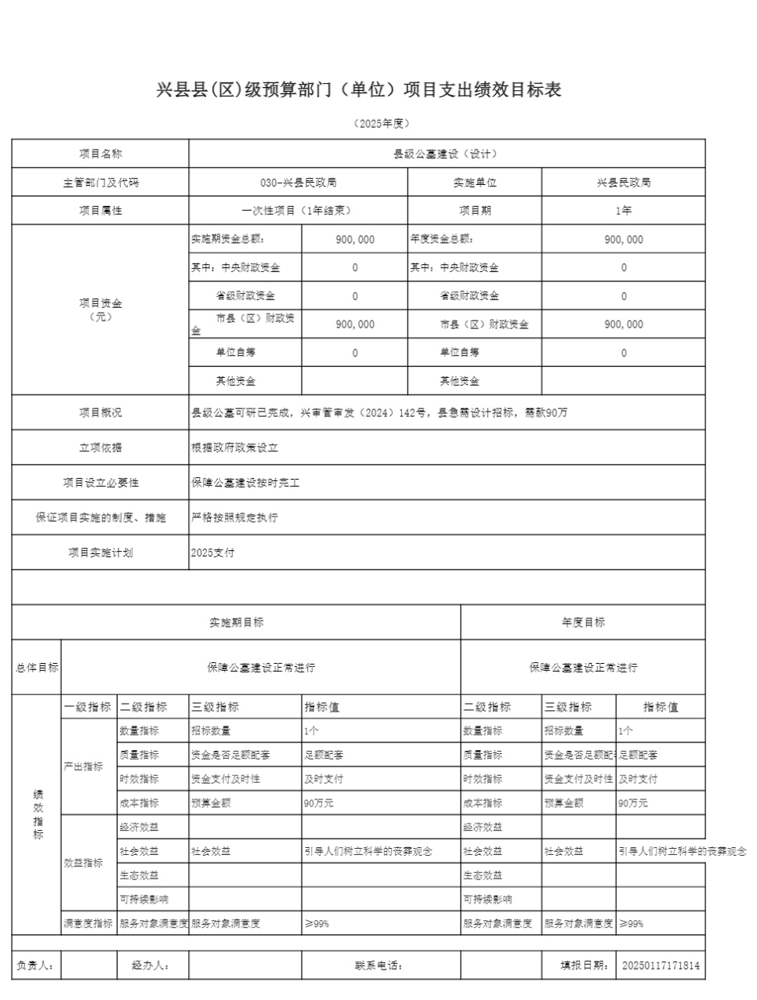 兴县县(区)级预算部门（单位）项目支出绩效目标表
（2025年度）
项目名称 县级公墓建设（设计）
主管部门及代码 030-兴县民政局 实施单位 兴县民政局
项目属性 一次性项目（1年结束） 项目期 1年
项目资金
（元）
实施期资金总额： 900,000 年度资金总额： 900,000
其中：中央财政资金 0 其中：中央财政资金 0
省级财政资金 0 省级财政资金 0
市县（区）财政资
金 900,000 市县（区）财政资金 900,000
单位自筹 0 单位自筹 0
其他资金 其他资金
项目概况 县级公墓可研已完成，兴审管审发（2024）142号，县急需设计招标，需款90万
立项依据 根据政府政策设立
项目设立必要性 保障公墓建设按时完工
保证项目实施的制度、措施 严格按照规定执行
项目实施计划 2025支付
实施期目标 年度目标
总体目标 保障公墓建设正常进行 保障公墓建设正常进行
绩
效
指
标
一级指标 二级指标 三级指标 指标值 二级指标 三级指标 指标值
产出指标
数量指标 招标数量 1个 数量指标 招标数量 1个
质量指标 资金是否足额配套 足额配套 质量指标 资金是否足额配 足额配套
时效指标 资金支付及时性 及时支付 时效指标 资金支付及时性 及时支付
成本指标 预算金额 90万元 成本指标 预算金额 90万元
效益指标
经济效益 经济效益
社会效益 社会效益 引导人们树立科学的丧葬观念 社会效益 社会效益 引导人们树立科学的丧葬观念
生态效益 生态效益
可持续影响 可持续影响
满意度指标 服务对象满意度 服务对象满意度 ≥99% 服务对象满意度 服务对象满意度 ≥99%
负责人： 经办人： 联系电话： 填报日期： 20250117171814